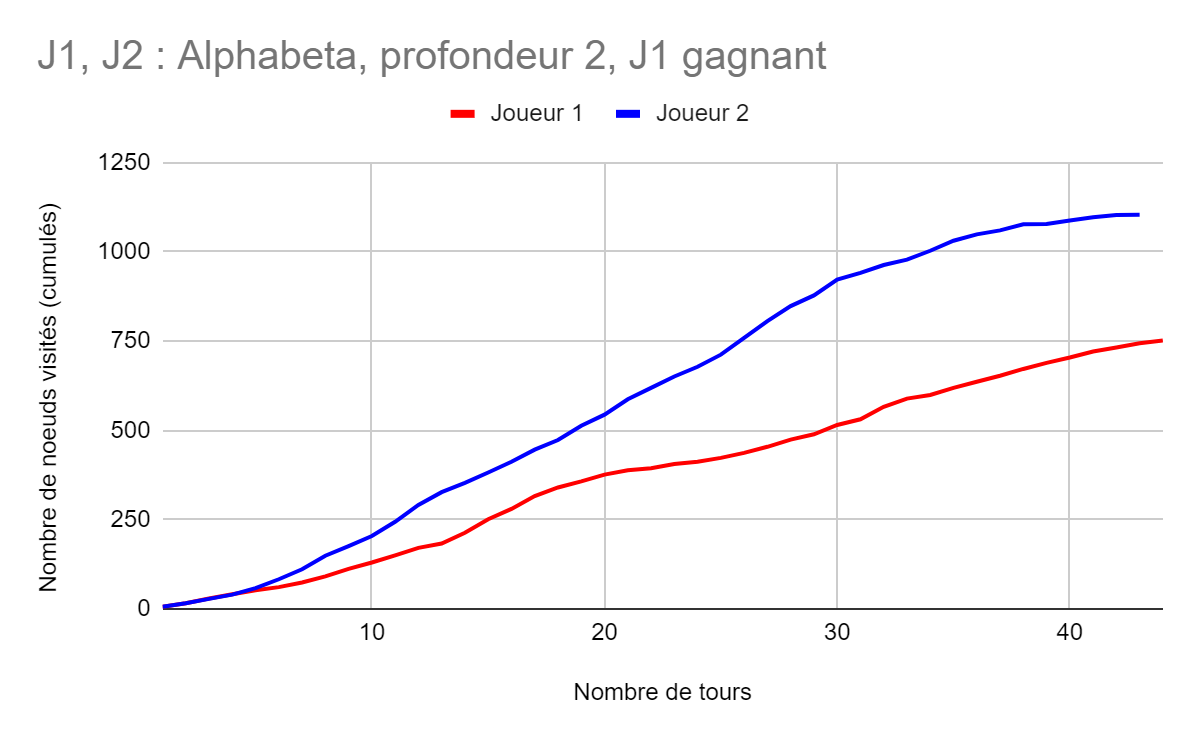 J1, J2 : Alphabeta, profondeur 2, J1 gagnant
Joueur 1 Joueur 2
Nombre de noeuds visités (cumulés)
1250
1000
750
500
250
0
10 20 30 40
Nombre de tours